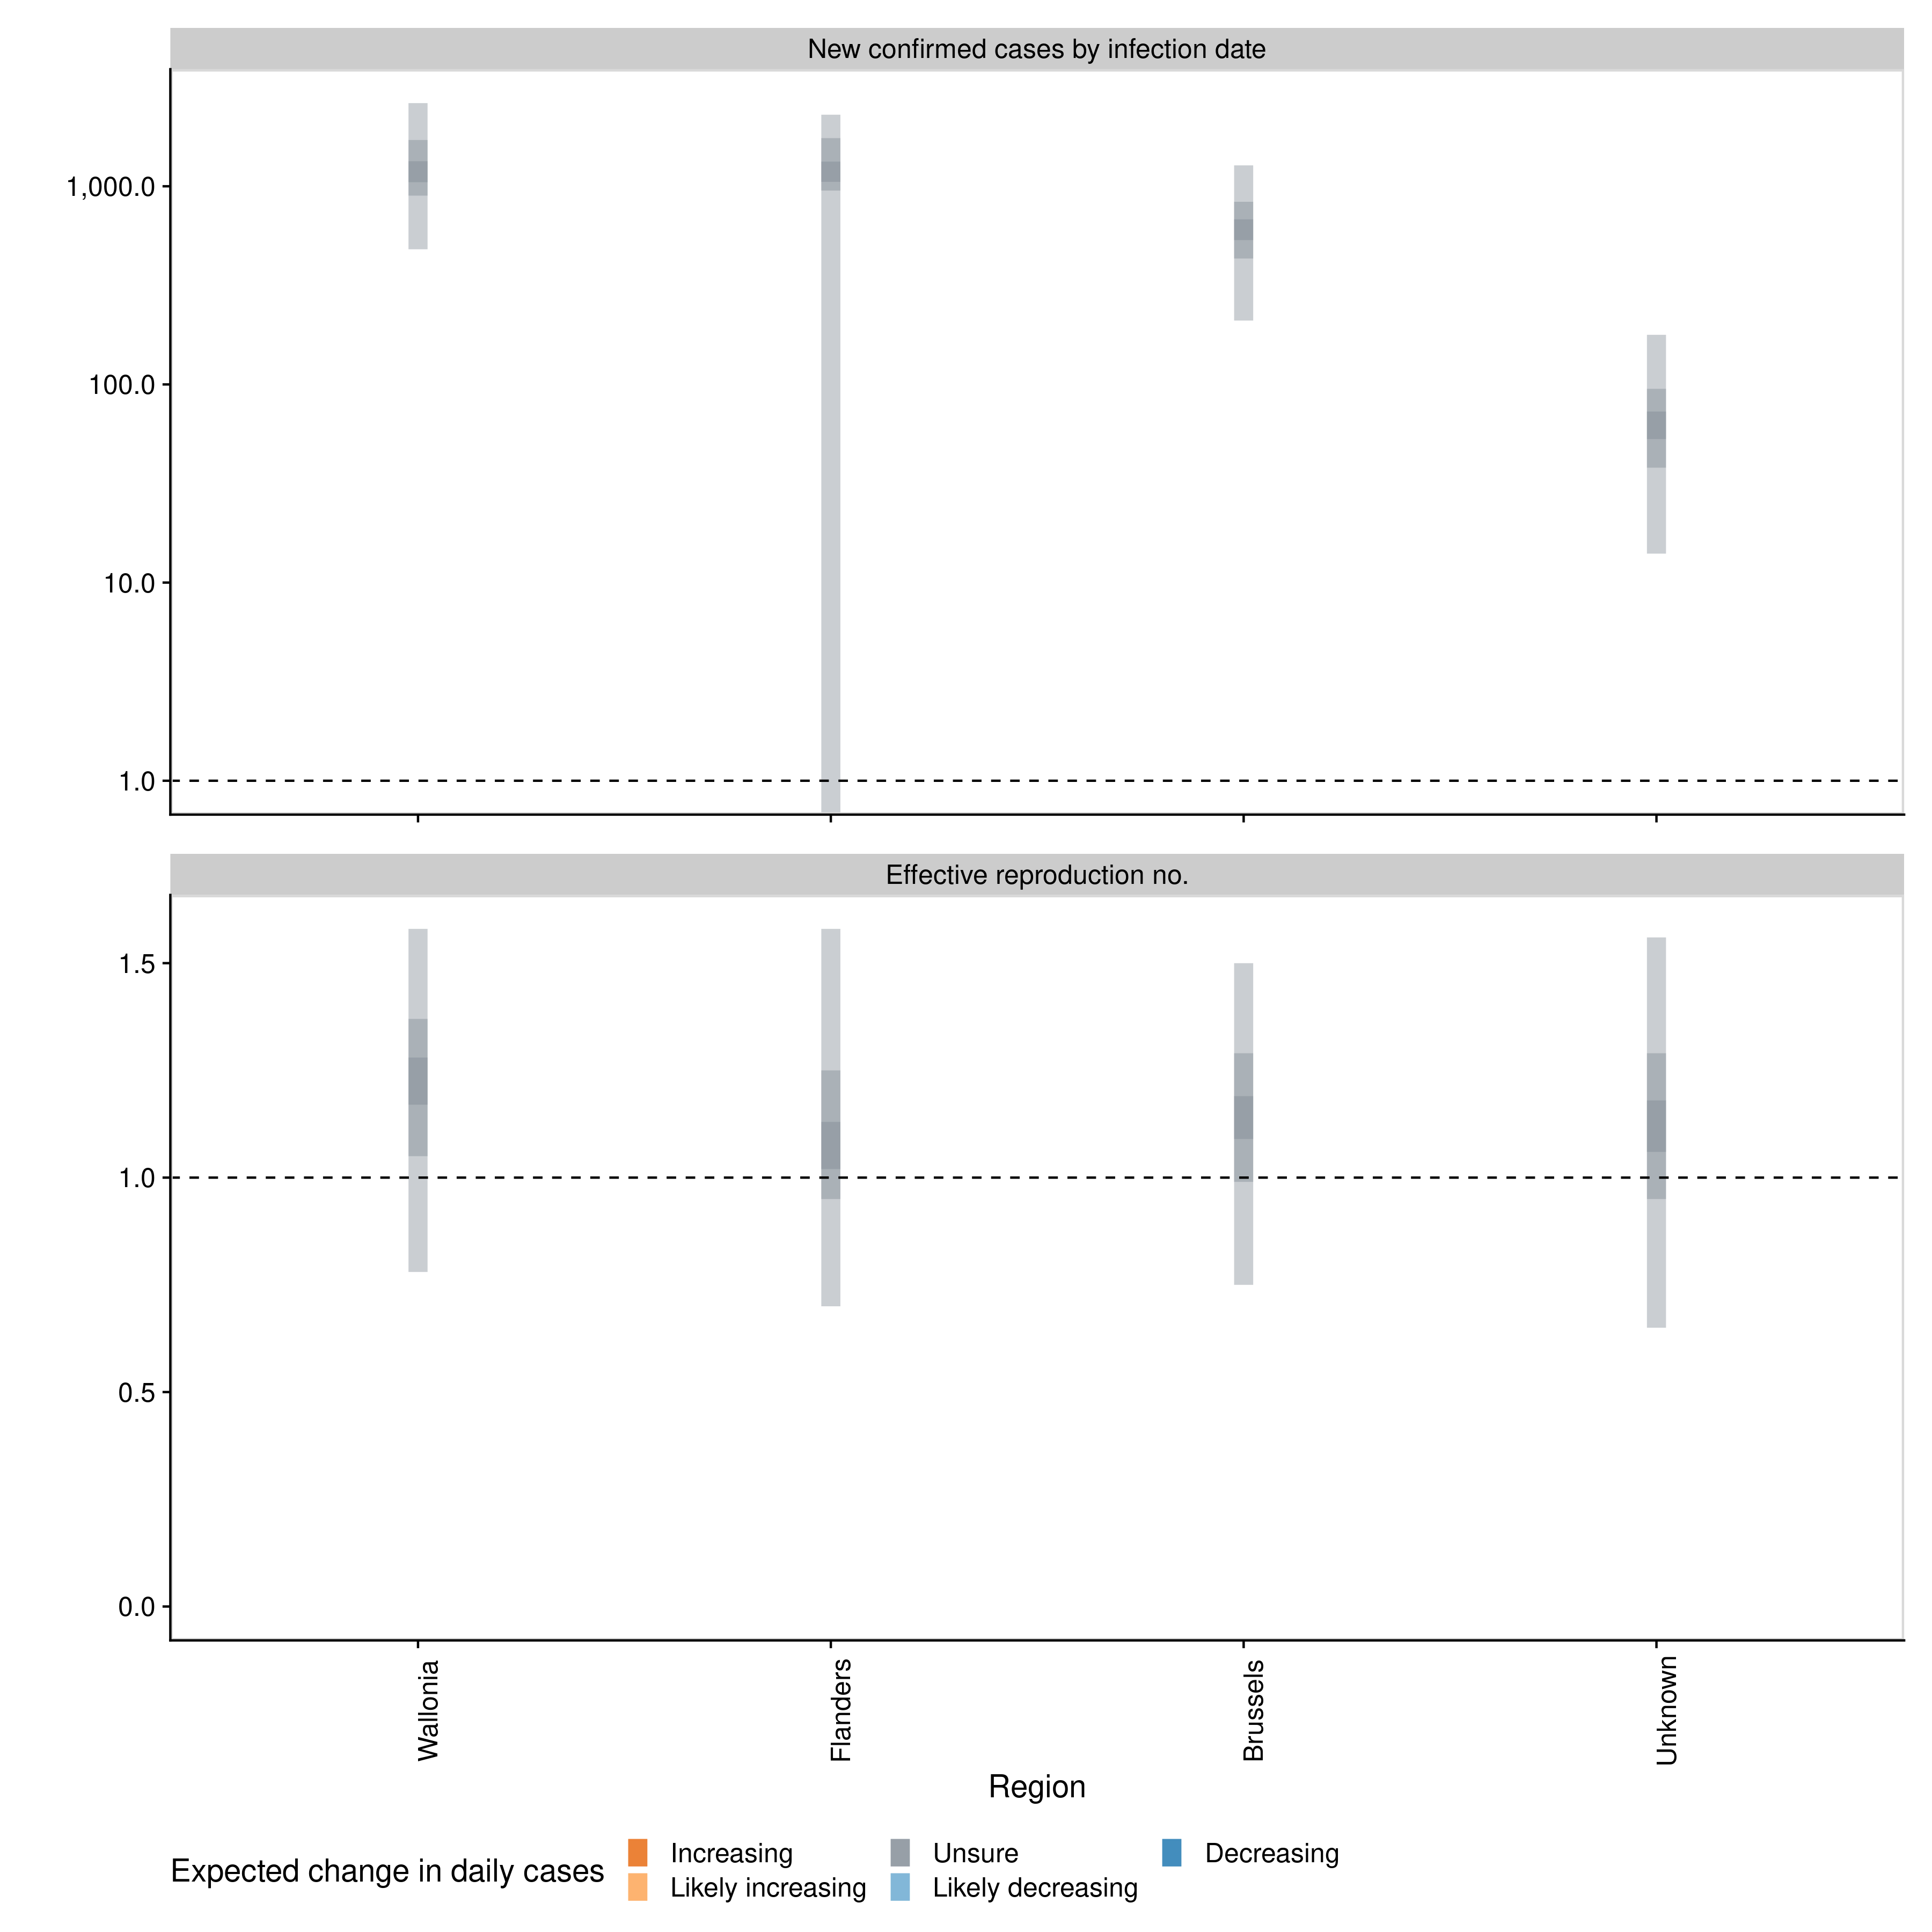 New confirmed cases by infection date
1,000.0
100.0
10.0
1.0
Effective reproduction no.
1.5
1.0
0.5
0.0
Wallonia
Flanders
Brussels
Unknown
Region
Expected change in daily cases
Increasing
Likely increasing
Unsure
Likely decreasing
Decreasing